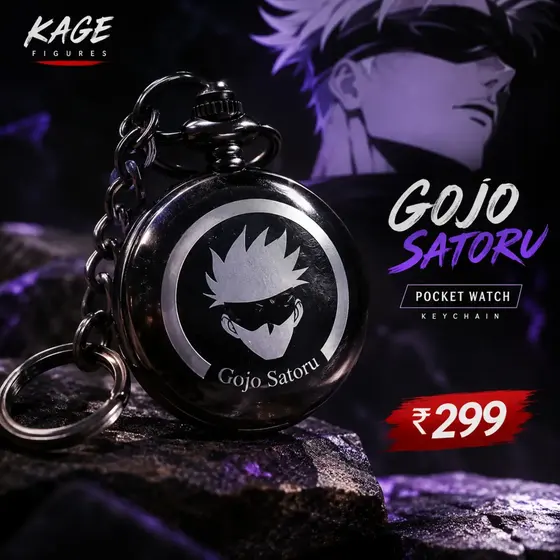 KAGE
FIGURES
GOJO
SATORU
POCKET WATCH
KEYCHAIN
Gojo Satoru
₹299